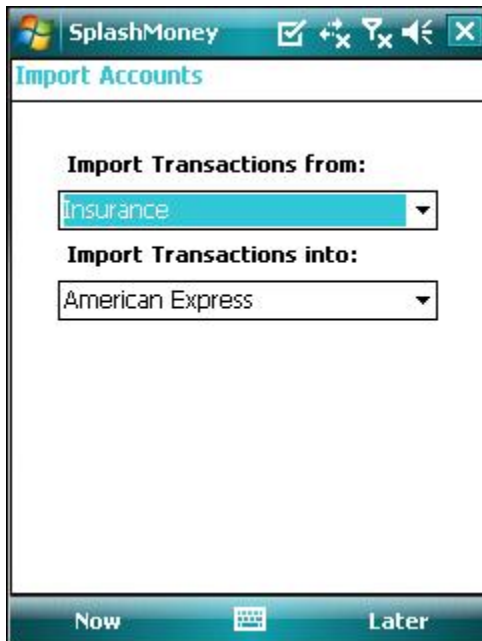 SplashMoney
Import Accounts
Import Transactions from:
Insurance
Import Transactions into:
American Express
Now
Later